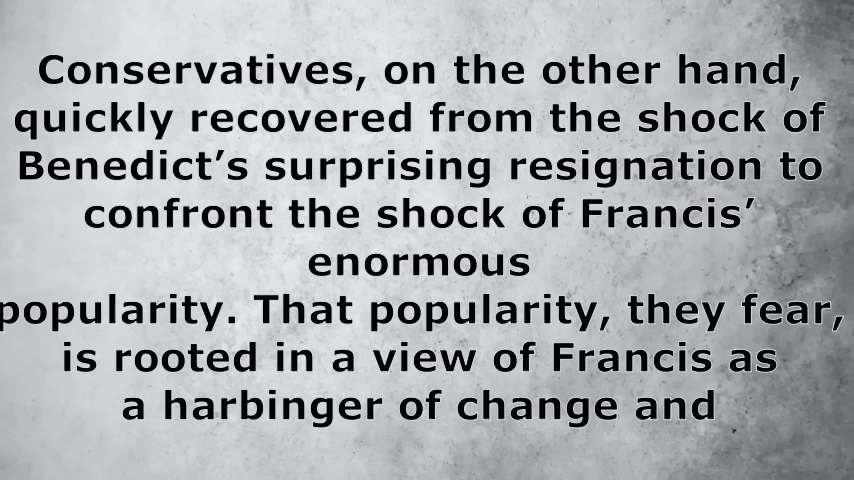 Conservatives, on the other hand,
quickly recovered from the shock of
Benedict’s surprising resignation to
confront the shock of Francis’
enormous
popularity. That popularity, they fear,
is rooted in a view of Francis as
a harbinger of change and